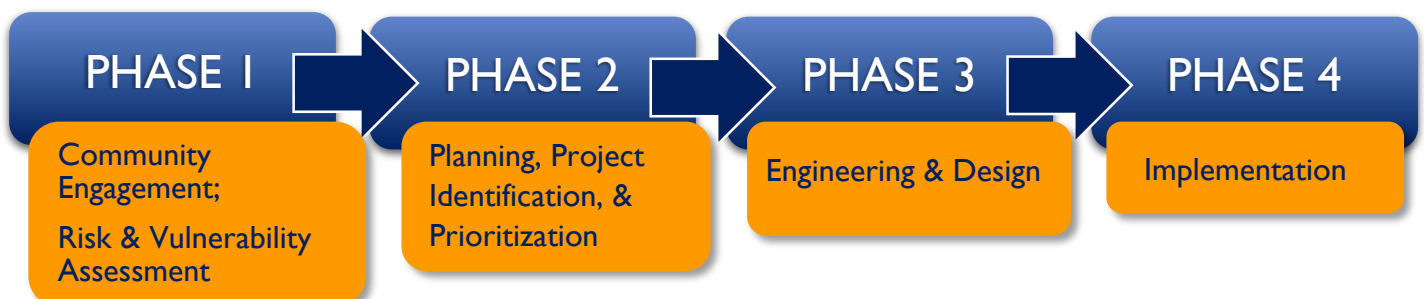 PHASE 1
Community
Engagement;
Risk & Vulnerability
Assessment
PHASE 2
Planning, Project
Identification, &
Prioritization
PHASE 3
Engineering & Design
PHASE 4
Implementation